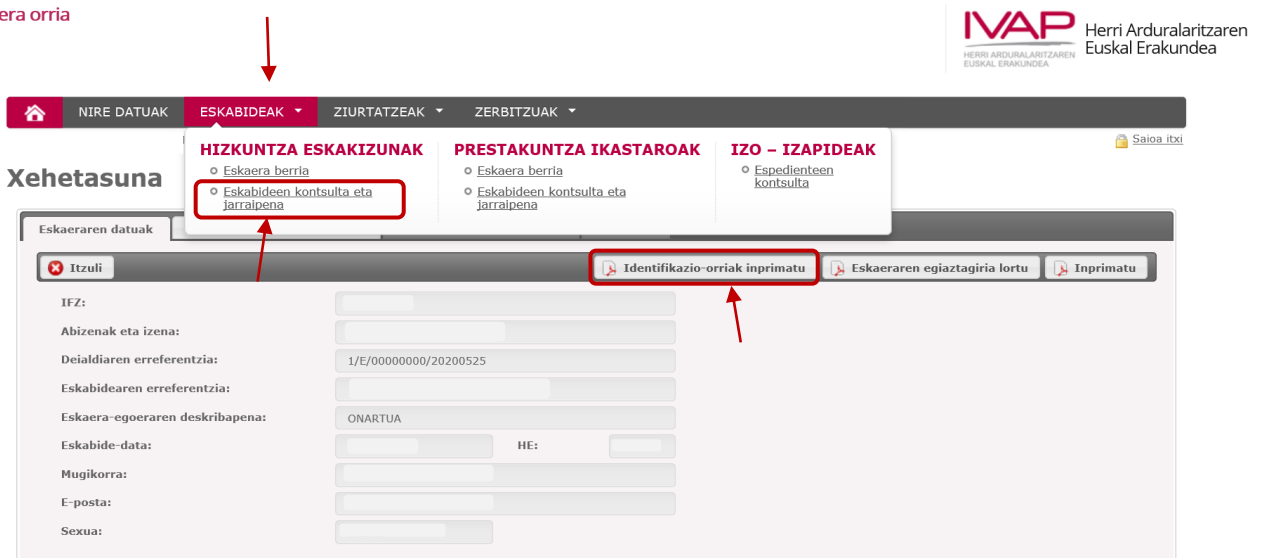 era orria
IVAP
HERRI ARDURALARITZAREN
EUSKAL ERAKUNDEA
Herri Arduralaritzaren
Euskal Erakundea
NIRE DATUAK
ESKABIDEAK
ZIURTATZEAK
ZERBITZUAK
Saioa itxi
HIZKUNTZA ESKAKIZUNAK
Eskaera berria
Eskabideen kontsulta eta
jarraipena
PRESTAKUNTZA IKASTAROAK
Eskaera berria
Eskabideen kontsulta eta
jarraipena
IZO – IZAPIDEAK
Espedienteen
kontsulta
Xehetasuna
Eskaeraren datuak
Itzuli
Identifikazio-orriak inprimatu
Eskaeraren egiaztagiria lortu
Inprimatu
IFZ:
Abizenak eta izena:
Deialdiaren erreferentzia: 1/E/00000000/20200525
Eskabidearen erreferentzia:
Eskaera-egoeraren deskribapena: ONARTUA
Eskabide-data: HE:
Mugikorra:
E-posta:
Sexua: